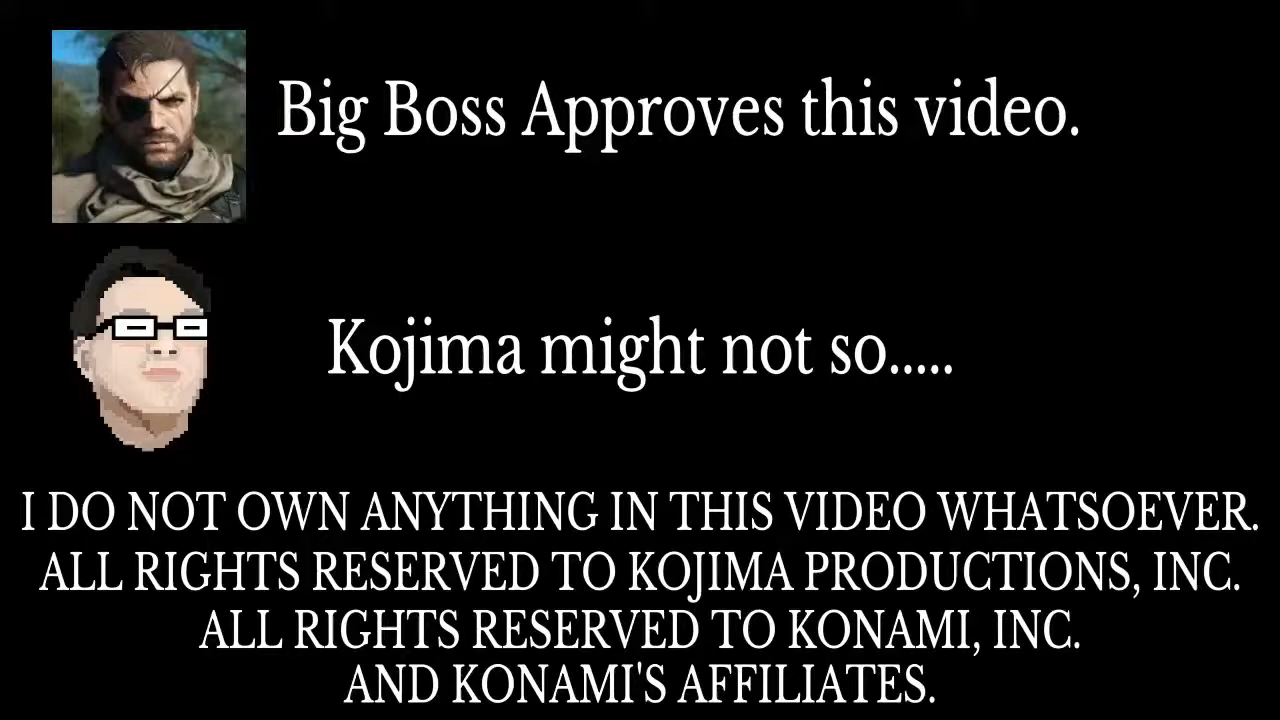 Big Boss Approves this video.
Kojima might not so.....
I DO NOT OWN ANYTHING IN THIS VIDEO WHATSOEVER.
ALL RIGHTS RESERVED TO KOJIMA PRODUCTIONS, INC.
ALL RIGHTS RESERVED TO KONAMI, INC.
AND KONAMI'S AFFILIATES.